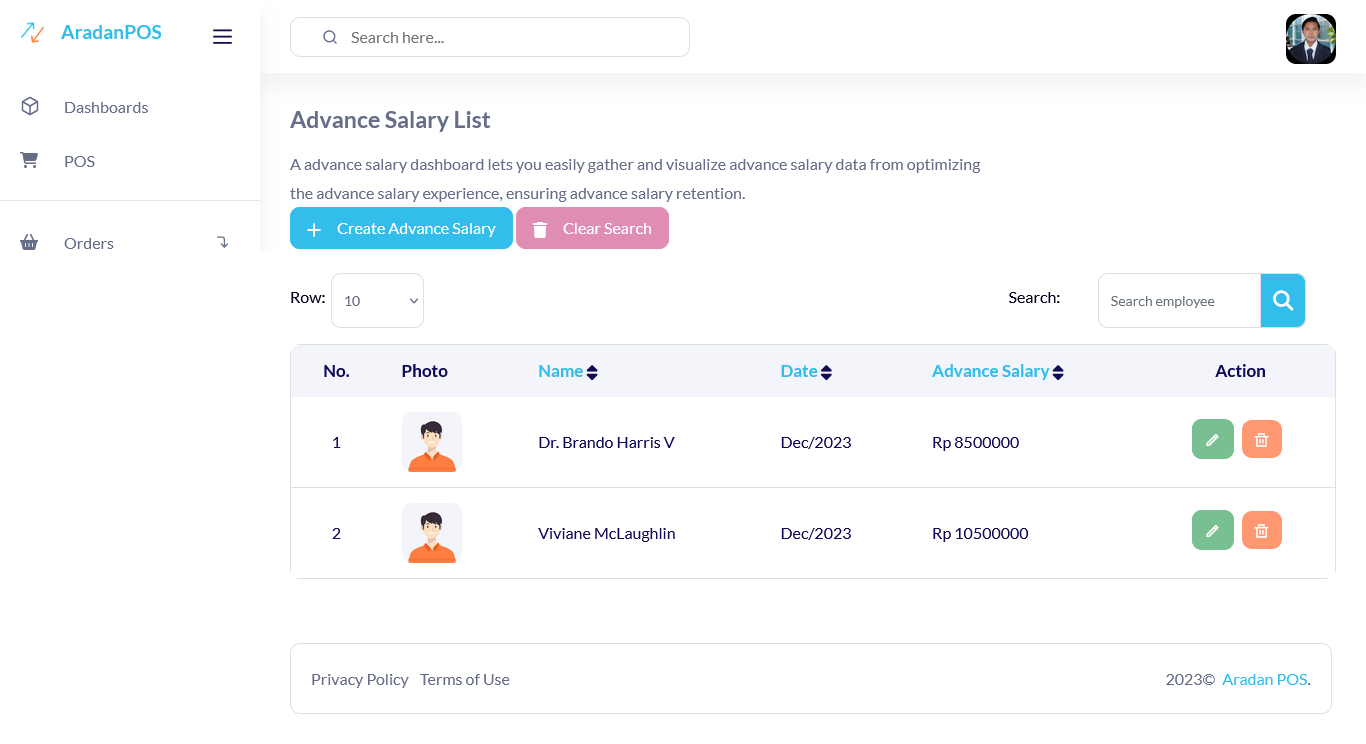 AradanPOS
Search here...
Dashboards
POS
Orders
Advance Salary List
A advance salary dashboard lets you easily gather and visualize advance salary data from optimizing
the advance salary experience, ensuring advance salary retention.
Create Advance Salary Clear Search
Row: 10 Search: Search employee
No. Photo Name Date Advance Salary Action
1 Dr. Brando Harris V Dec/2023 Rp 8500000
2 Viviane McLaughlin Dec/2023 Rp 10500000
Privacy Policy Terms of Use 2023© Aradan POS.